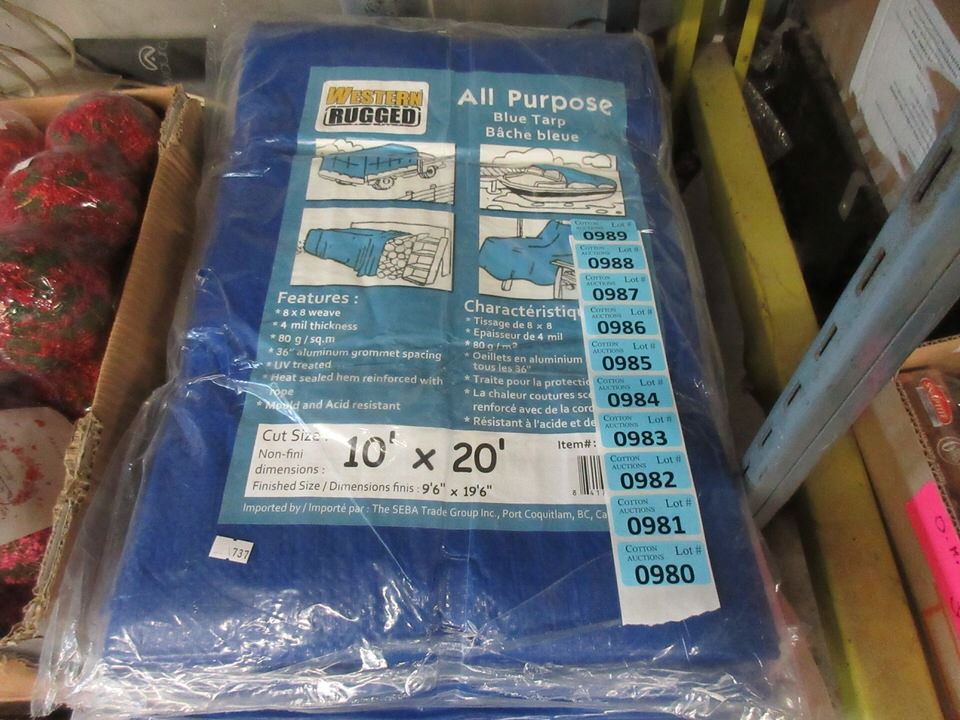 WESTERN
RUGGED
All Purpose
Blue Tarp
Bâche bleue
Features :
* 8 x 8 weave
* 4 mil thickness
* 80 g / sq.m
* 36" aluminum grommet spacing
* UV treated
* Heat sealed hem reinforced with
rope
* Mould and Acid resistant
Caractéristiqu
* Tissage de 8 x 8
* Epaisseur de 4 mil
* 80 g / m²
* Oeillets en aluminium
tous les 36"
* Traite pour la protectio
* La chaleur coutures sc
renforcé avec de la cord
* Résistant à l'acide et de
Cut Size :
Non-fini
dimensions :
10' x 20'
Item#:
Finished Size / Dimensions finis : 9'6" x 19'6"
Imported by / Importé par : The SEBA Trade Group Inc., Port Coquitlam, BC, Ca
737
COTTON AUCTIONS Lot #
0989
COTTON AUCTIONS Lot #
0988
COTTON AUCTIONS Lot #
0987
COTTON AUCTIONS Lot #
0986
COTTON AUCTIONS Lot #
0985
COTTON AUCTIONS Lot #
0984
COTTON AUCTIONS Lot #
0983
COTTON AUCTIONS Lot #
0982
COTTON AUCTIONS Lot #
0981
COTTON AUCTIONS Lot #
0980